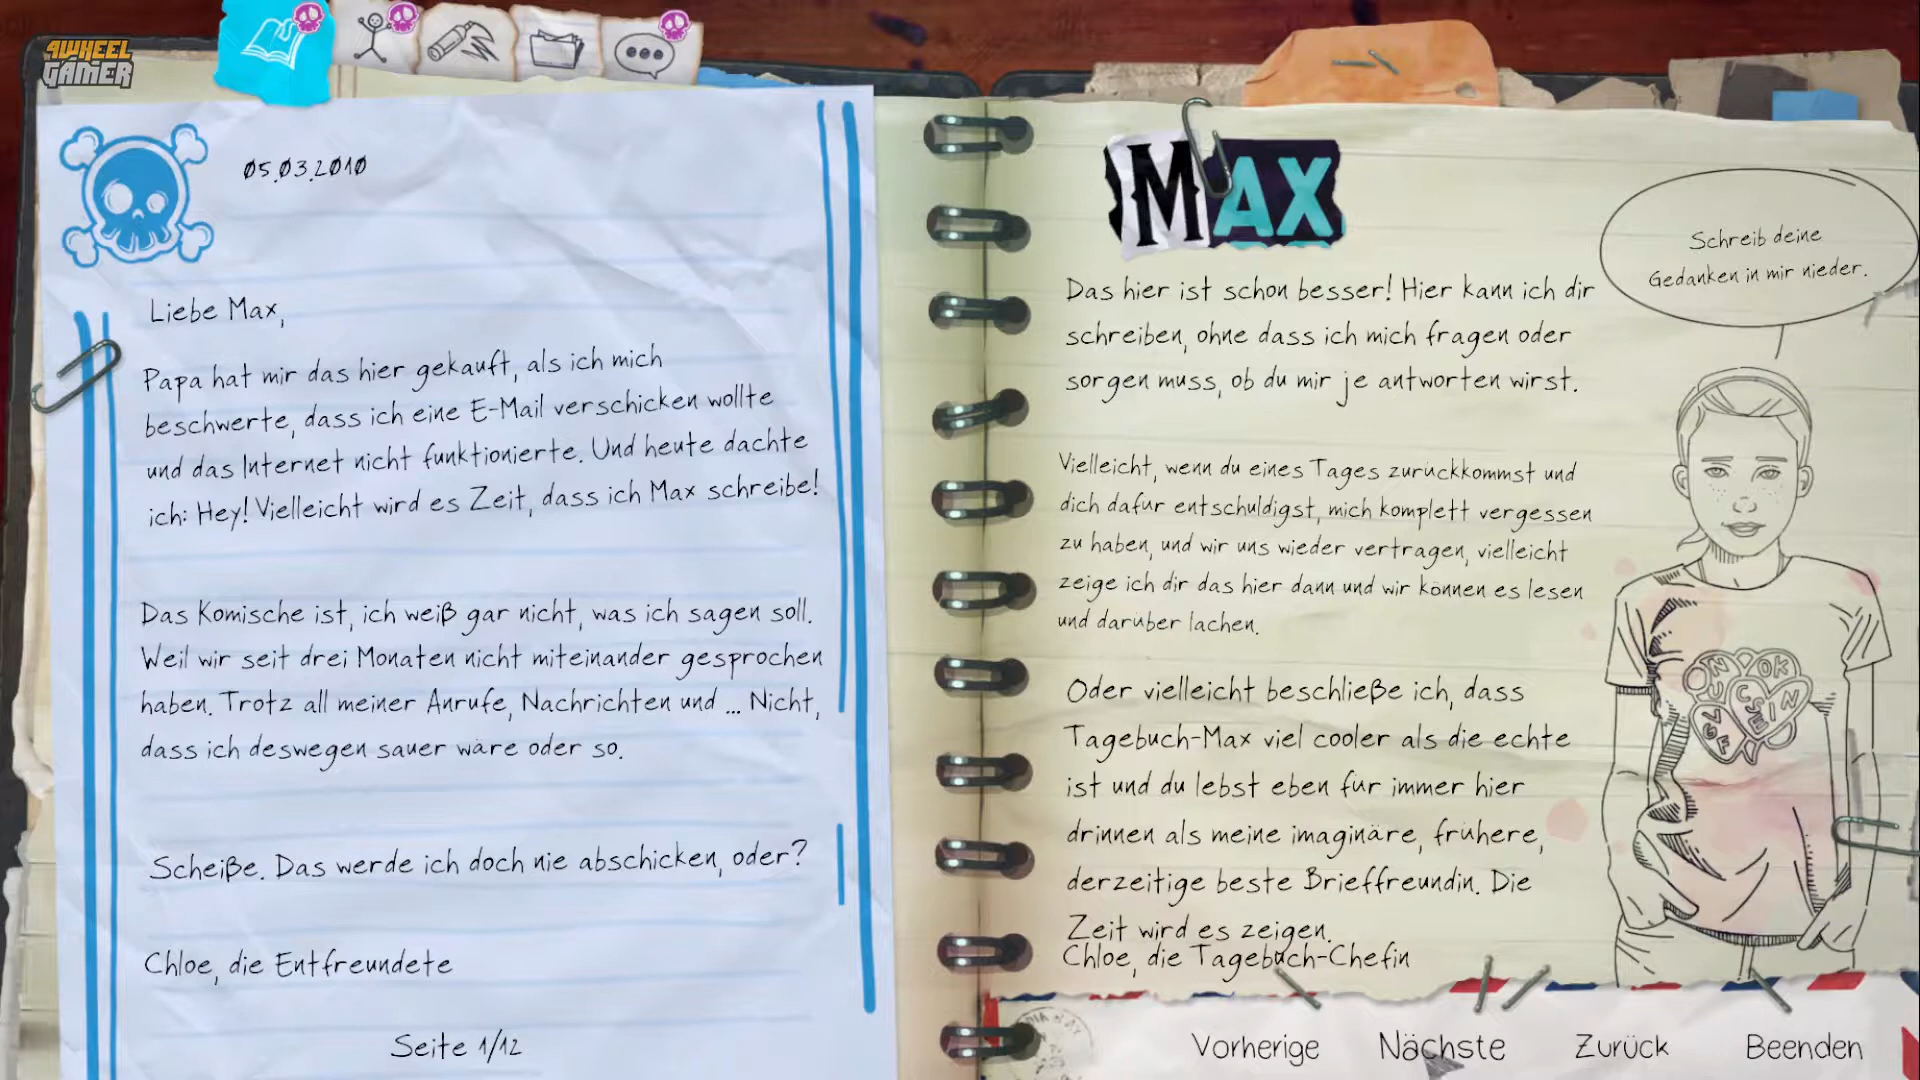 4WHEEL
GAMER
05.03.2010
Liebe Max,
Papa hat mir das hier gekauft, als ich mich
beschwerte, dass ich eine E-Mail verschicken wollte
und das Internet nicht funktionierte. Und heute dachte
ich: Hey! Vielleicht wird es Zeit, dass ich Max schreibe!
Das Komische ist, ich weiß gar nicht, was ich sagen soll.
Weil wir seit drei Monaten nicht miteinander gesprochen
haben. Trotz all meiner Anrufe, Nachrichten und ... Nicht,
dass ich deswegen sauer wäre oder so.
Scheiße. Das werde ich doch nie abschicken, oder?
Chloe, die Entfreundete
Seite 1/12
MAX
Das hier ist schon besser! Hier kann ich dir
schreiben, ohne dass ich mich fragen oder
sorgen muss, ob du mir je antworten wirst.
Vielleicht, wenn du eines Tages zurückkommst und
dich dafür entschuldigst, mich komplett vergessen
zu haben, und wir uns wieder vertragen, vielleicht
zeige ich dir das hier dann und wir können es lesen
und darüber lachen.
Oder vielleicht beschließe ich, dass
Tagebuch-Max viel cooler als die echte
ist und du lebst eben für immer hier
drinnen als meine imaginäre, frühere,
derzeitige beste Brieffreundin. Die
Zeit wird es zeigen.
Chloe, die Tagebuch-Chefin
Schreib deine
Gedanken in mir nieder.
Vorherige
Nächste
Zurück
Beenden